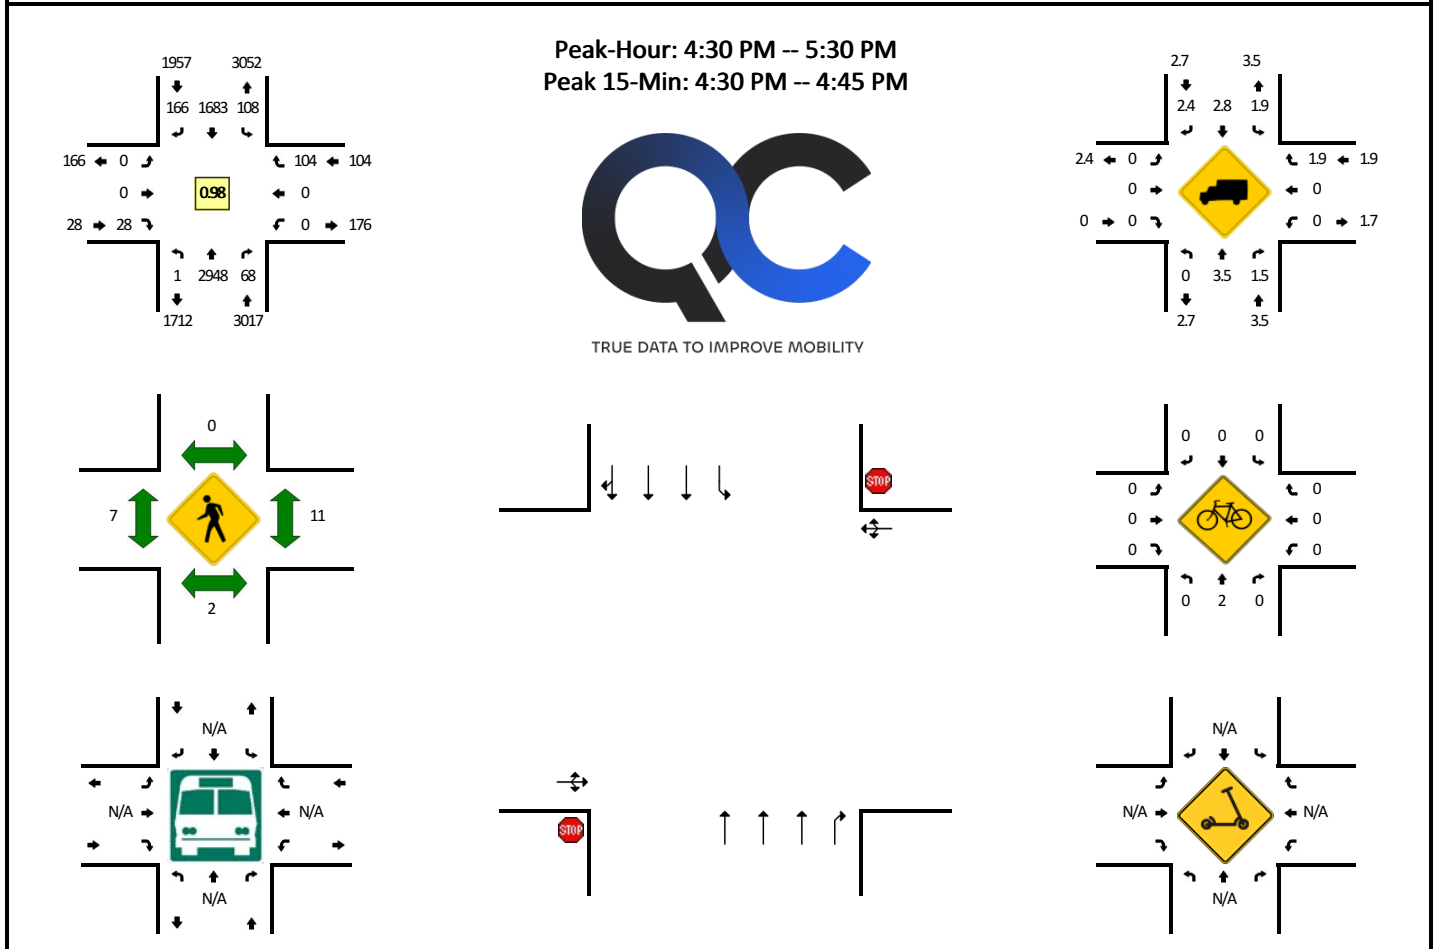 Peak-Hour: 4:30 PM -- 5:30 PM
Peak 15-Min: 4:30 PM -- 4:45 PM
1957 3052
166 1683 108
166 0 104 104
0 0.98 0
28 28 0 176
1 2948 68
1712 3017
QC
TRUE DATA TO IMPROVE MOBILITY
2.7 3.5
2.4 2.8 1.9
2.4 0 1.9 1.9
0 0
0 0 0 1.7
0 3.5 1.5
2.7 3.5
0
7 11
2
STOP
STOP
0 0 0
0 0
0 0
0 0
0 2 0
N/A
N/A N/A
N/A
N/A
N/A N/A
N/A